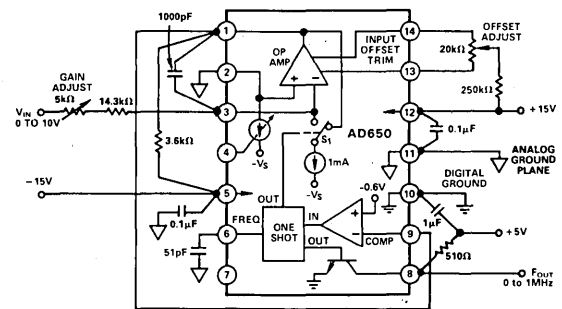 1000pF
1
14
INPUT
OFFSET
TRIM
OP
AMP
OFFSET
ADJUST
20kΩ
GAIN
ADJUST
5kΩ
2
+
−
13
250kΩ
VIN
0 TO 10V
14.3kΩ
3
12
+15V
S1
AD650
0.1μF
3.6kΩ
4
−VS
1mA
11
ANALOG
GROUND
PLANE
−VS
−15V
5
−0.6V
10
DIGITAL
GROUND
0.1μF
OUT
FREQ
IN
+
−
1μF
6
ONE
SHOT
COMP
9
+5V
51pF
OUT
510Ω
7
8
FOUT
0 to 1MHz